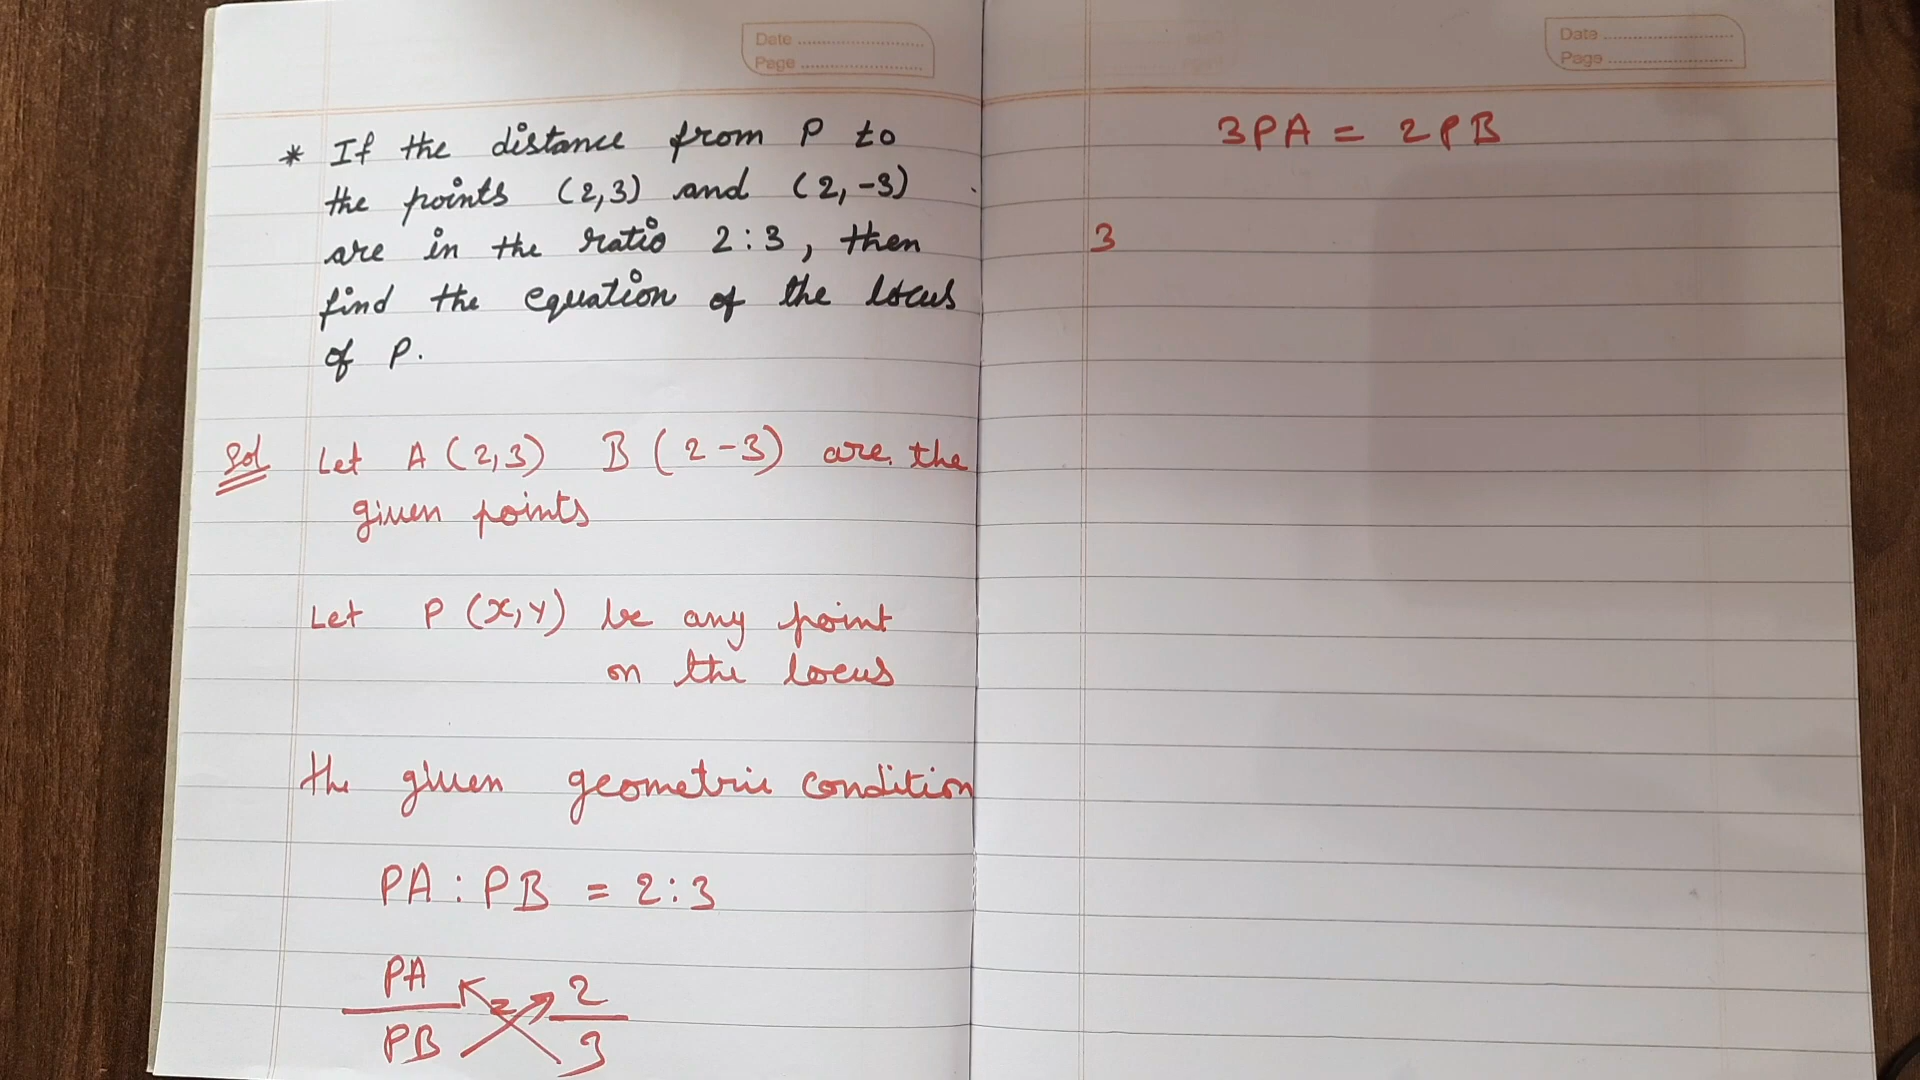 Date
Page
* If the distance from P to
the points (2,3) and (2,-3)
are in the ratio 2:3, then
find the equation of the locus
of P.
Sol Let A (2,3) B (2-3) are the
given points
Let P (x,y) be any point
on the locus
the given geometric condition
PA : PB = 2:3
PA = 2
PB 3
Date
Page
3PA = 2PB
3